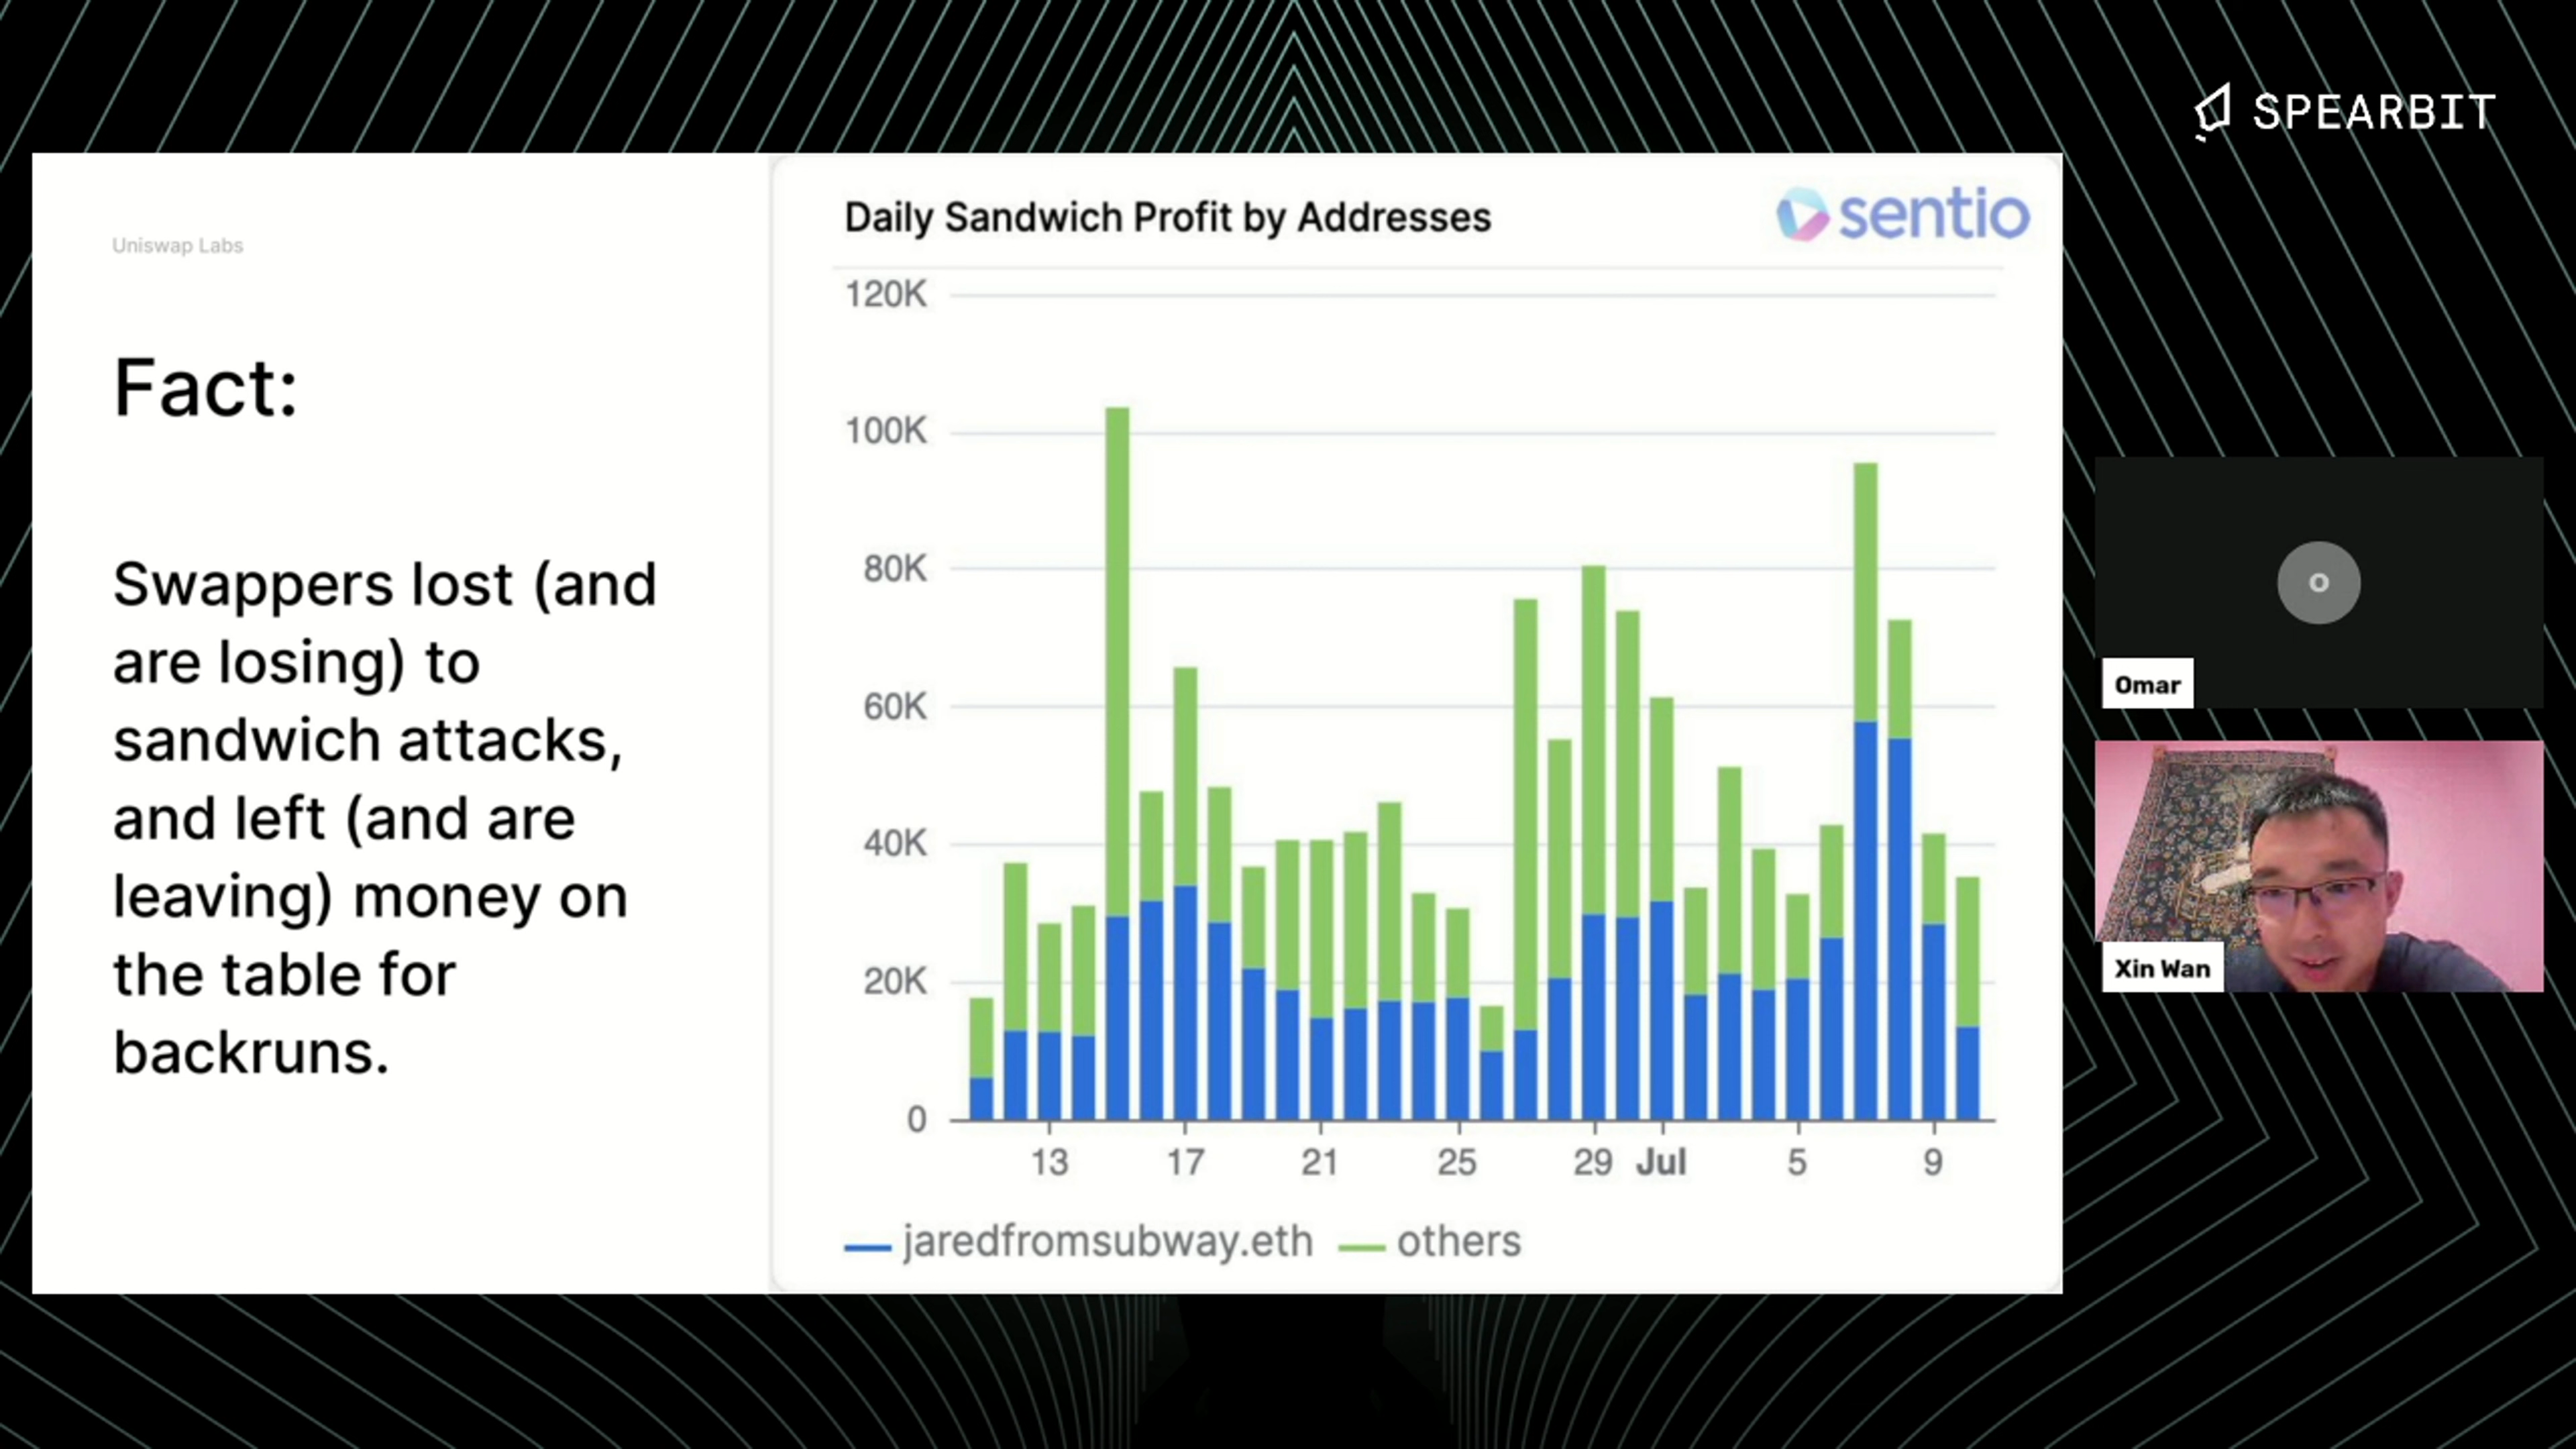 SPEARBIT
Uniswap Labs
Fact:
Swappers lost (and
are losing) to
sandwich attacks,
and left (and are
leaving) money on
the table for
backruns.
Daily Sandwich Profit by Addresses
sentio
120K
100K
80K
60K
40K
20K
0
13 17 21 25 29 Jul 5 9
jaredfromsubway.eth others
O
Omar
Xin Wan